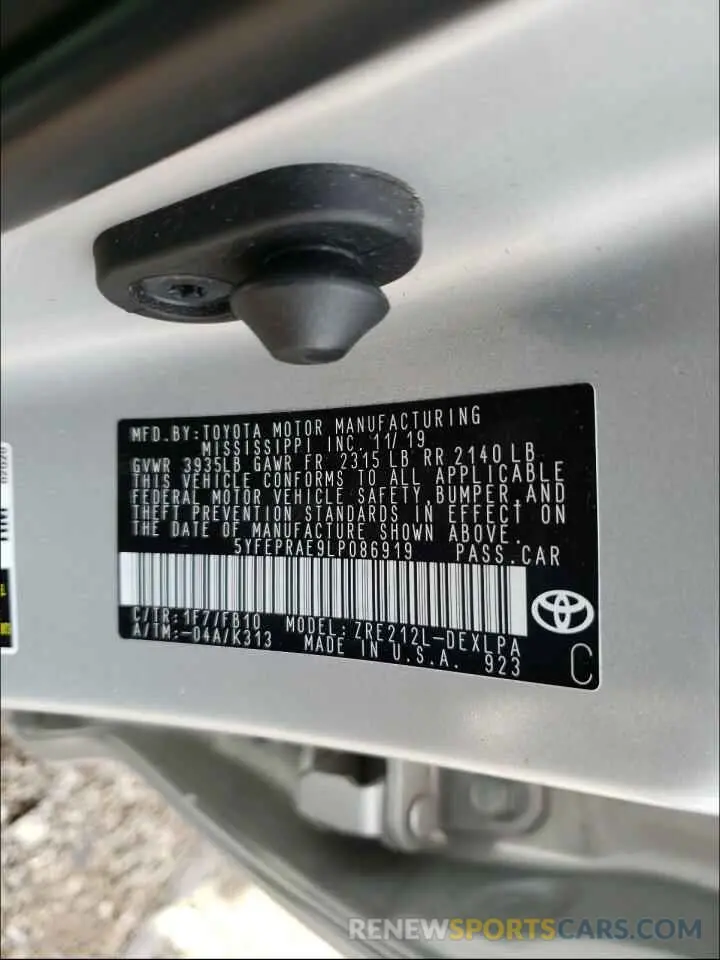 MFD.BY:TOYOTA MOTOR MANUFACTURING
MISSISSIPPI INC. 11/19
GVWR 3935LB GAWR FR 2315 LB RR 2140 LB
THIS VEHICLE CONFORMS TO ALL APPLICABLE
FEDERAL MOTOR VEHICLE SAFETY,BUMPER,AND
THEFT PREVENTION STANDARDS IN EFFECT ON
THE DATE OF MANUFACTURE SHOWN ABOVE.
5YFEPRAE9LP086919 PASS.CAR
C/TR:1F7/FB10 MODEL:ZRE212L-DEXLPA
A/TM:-04A/K313 MADE IN U.S.A. 923
C
RENEWSPORTSCARS.COM